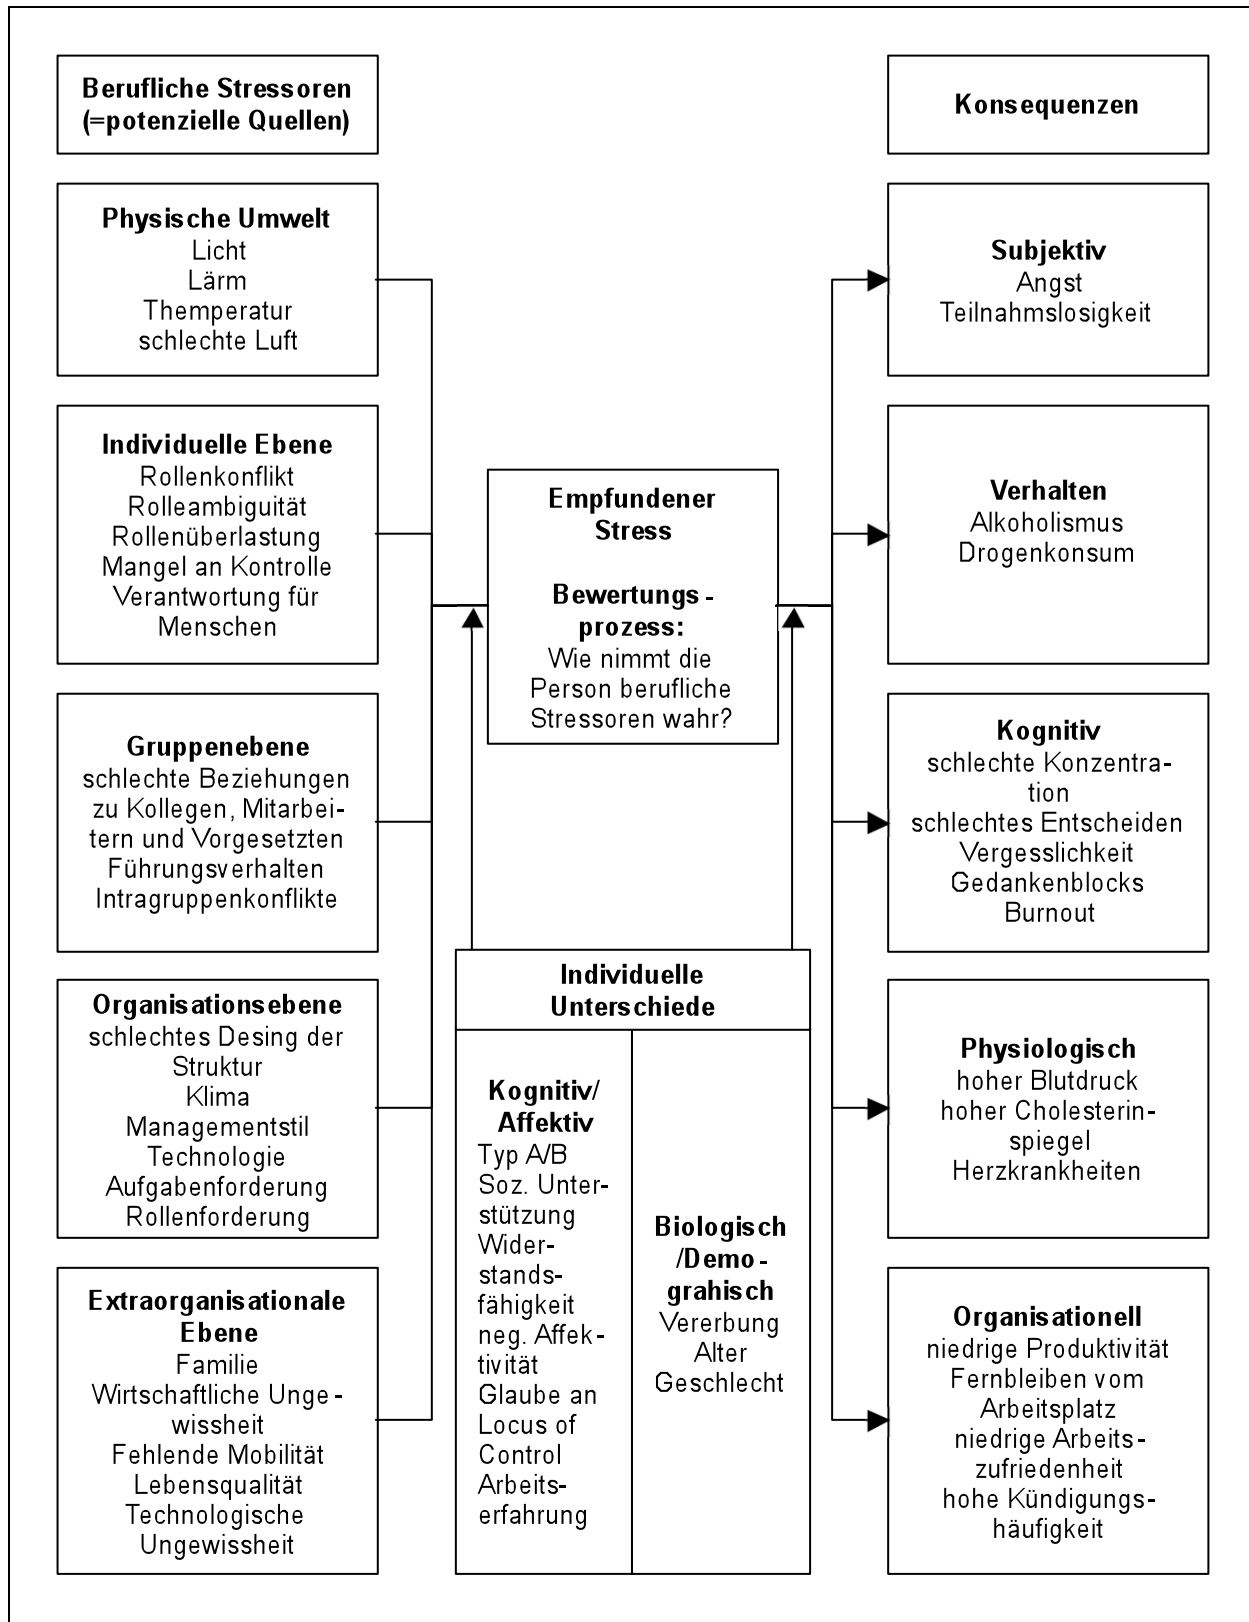 Berufliche Stressoren
(=potenzielle Quellen)
Physische Umwelt
Licht
Lärm
Themperatur
schlechte Luft
Individuelle Ebene
Rollenkonflikt
Rolleambiguität
Rollenüberlastung
Mangel an Kontrolle
Verantwortung für
Menschen
Gruppenebene
schlechte Beziehungen
zu Kollegen, Mitarbei-
tern und Vorgesetzten
Führungsverhalten
Intragruppenkonflikte
Organisationsebene
schlechtes Desing der
Struktur
Klima
Managementstil
Technologie
Aufgabenforderung
Rollenforderung
Extraorganisationale
Ebene
Familie
Wirtschaftliche Unge-
wissheit
Fehlende Mobilität
Lebensqualität
Technologische
Ungewissheit
Empfundener
Stress
Bewertungs-
prozess:
Wie nimmt die
Person berufliche
Stressoren wahr?
Individuelle
Unterschiede
Kognitiv/
Affektiv
Typ A/B
Soz. Unter-
stützung
Wider-
stands-
fähigkeit
neg. Affek-
tivität
Glaube an
Locus of
Control
Arbeits-
erfahrung
Biologisch
/Demo-
grahisch
Vererbung
Alter
Geschlecht
Konsequenzen
Subjektiv
Angst
Teilnahmslosigkeit
Verhalten
Alkoholismus
Drogenkonsum
Kognitiv
schlechte Konzentra-
tion
schlechtes Entscheiden
Vergesslichkeit
Gedankenblocks
Burnout
Physiologisch
hoher Blutdruck
hoher Cholesterin-
spiegel
Herzkrankheiten
Organisationell
niedrige Produktivität
Fernbleiben vom
Arbeitsplatz
niedrige Arbeits-
zufriedenheit
hohe Kündigungs-
häufigkeit